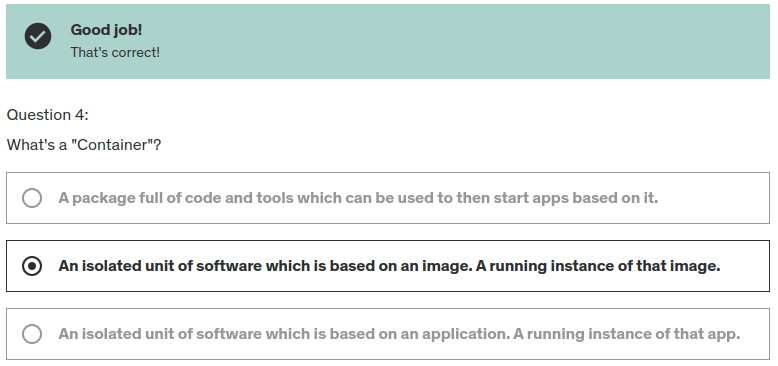 Good job!
That's correct!
Question 4:
What's a "Container"?
A package full of code and tools which can be used to then start apps based on it.
An isolated unit of software which is based on an image. A running instance of that image.
An isolated unit of software which is based on an application. A running instance of that app.